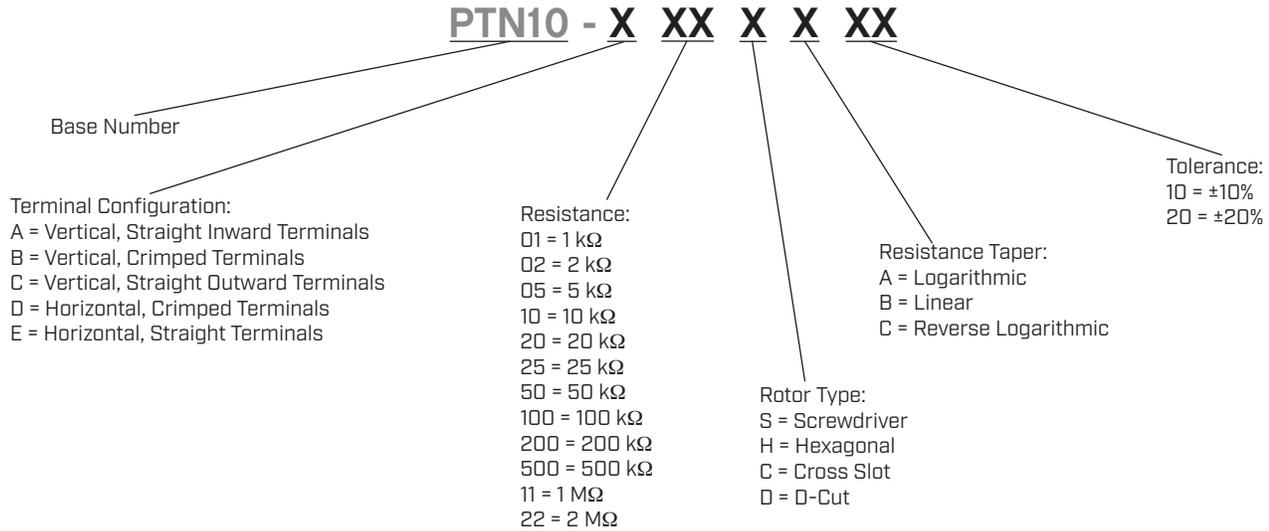 PTN10 - X XX X X XX
Base Number
Terminal Configuration:
A = Vertical, Straight Inward Terminals
B = Vertical, Crimped Terminals
C = Vertical, Straight Outward Terminals
D = Horizontal, Crimped Terminals
E = Horizontal, Straight Terminals
Resistance:
01 = 1 kΩ
02 = 2 kΩ
05 = 5 kΩ
10 = 10 kΩ
20 = 20 kΩ
25 = 25 kΩ
50 = 50 kΩ
100 = 100 kΩ
200 = 200 kΩ
500 = 500 kΩ
11 = 1 MΩ
22 = 2 MΩ
Rotor Type:
S = Screwdriver
H = Hexagonal
C = Cross Slot
D = D-Cut
Resistance Taper:
A = Logarithmic
B = Linear
C = Reverse Logarithmic
Tolerance:
10 = ±10%
20 = ±20%